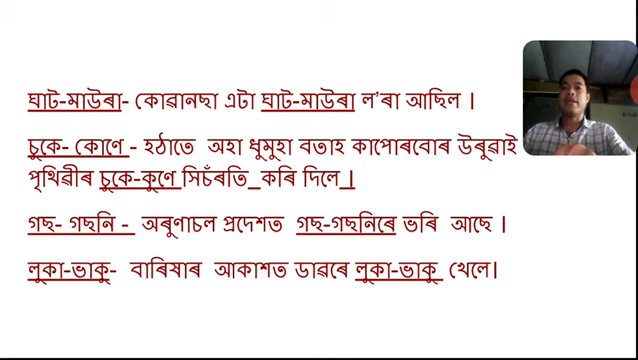 ঘাট-মাউৰা- কোৱানছা এটা ঘাট-মাউৰা ল'ৰা আছিল ।
চুকে- কোণে - হঠাতে অহা ধুমুহা বতাহ কাপোৰবোৰ উৰুৱাই
পৃথিৱীৰ চুকে-কুণে সিচঁৰতি_কৰি দিলে ।
গছ- গছনি - অৰুণাচল প্ৰদেশত গছ-গছনিৰে ভৰি আছে ।
লুকা-ভাকু- বাৰিষাৰ আকাশত ডাৱৰে লুকা-ভাকু খেলে।